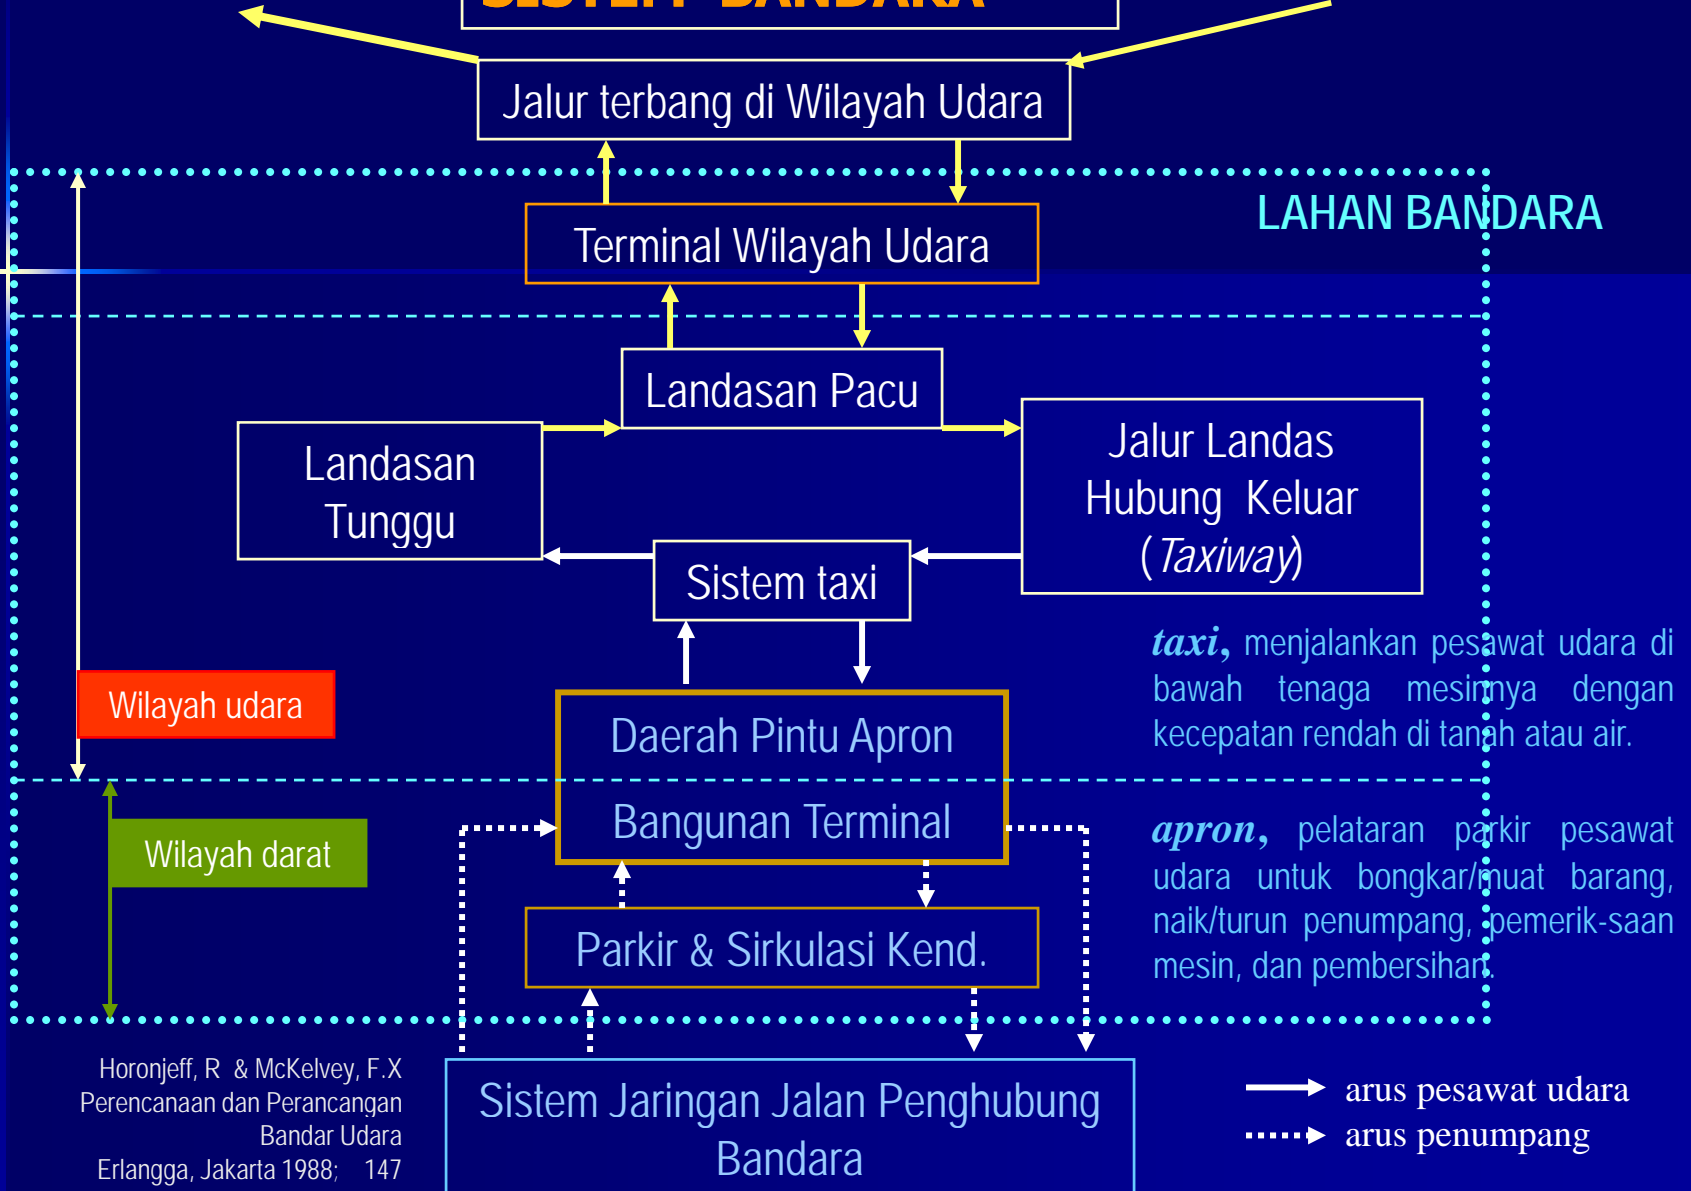 SISTEM BANDARA
Jalur terbang di Wilayah Udara
LAHAN BANDARA
Terminal Wilayah Udara
Landasan Pacu
Landasan
Tunggu
Jalur Landas
Hubung Keluar
(Taxiway)
Sistem taxi
taxi, menjalankan pesawat udara di
bawah tenaga mesinnya dengan
kecepatan rendah di tanah atau air.
Wilayah udara
Daerah Pintu Apron
Bangunan Terminal
Wilayah darat
apron, pelataran parkir pesawat
udara untuk bongkar/muat barang,
naik/turun penumpang, pemerik-saan
mesin, dan pembersihan.
Parkir & Sirkulasi Kend.
Horonjeff, R & McKelvey, F.X
Perencanaan dan Perancangan
Bandar Udara
Erlangga, Jakarta 1988; 147
Sistem Jaringan Jalan Penghubung
Bandara
arus pesawat udara
arus penumpang